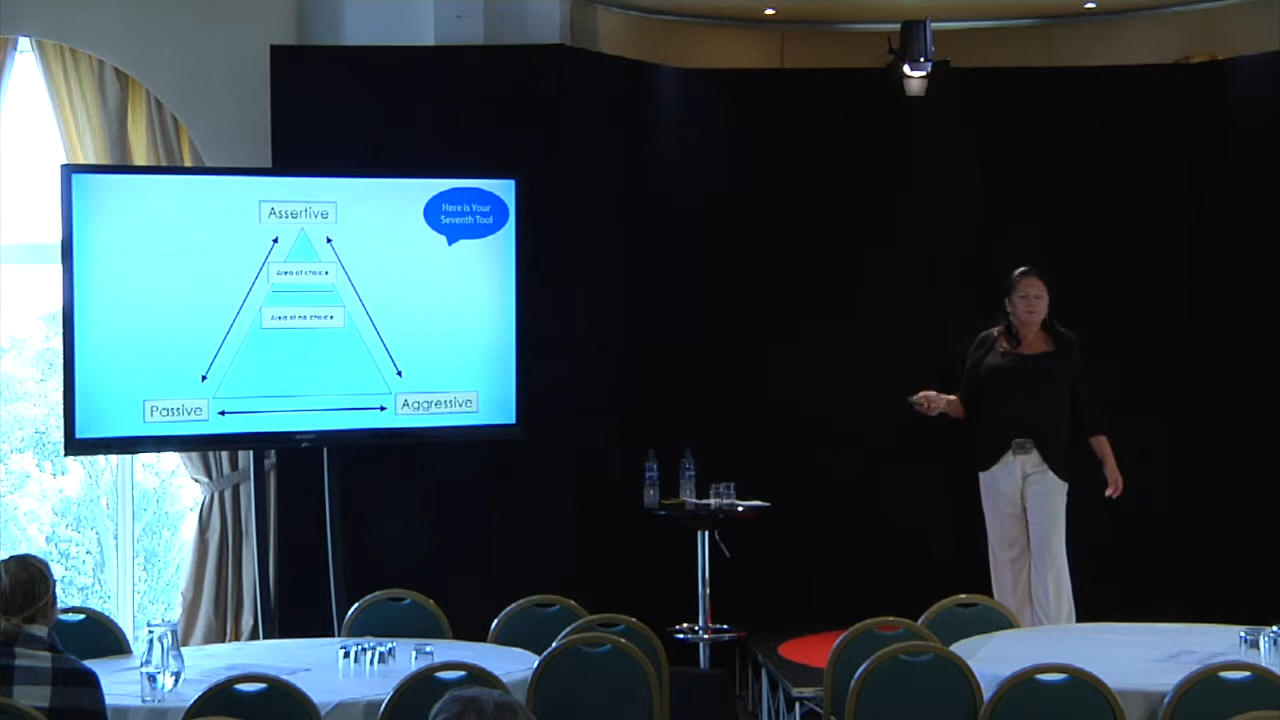 Here is Your
Seventh Tool
Assertive
Area of choice
Area of no choice
Passive
Aggressive